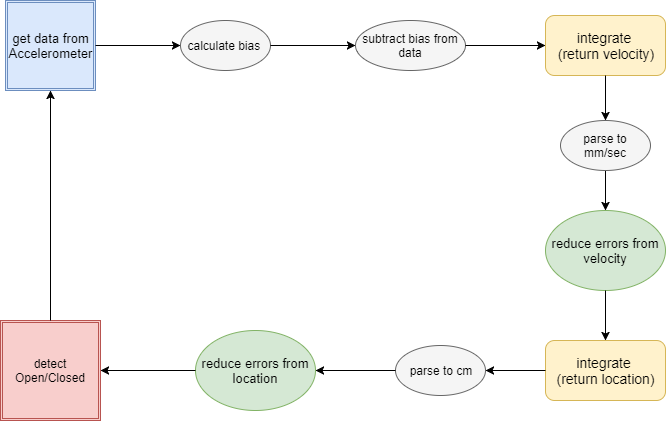 get data from
Accelerometer
calculate bias
subtract bias from
data
integrate
(return velocity)
parse to
mm/sec
reduce errors from
velocity
integrate
(return location)
parse to cm
reduce errors from
location
detect
Open/Closed